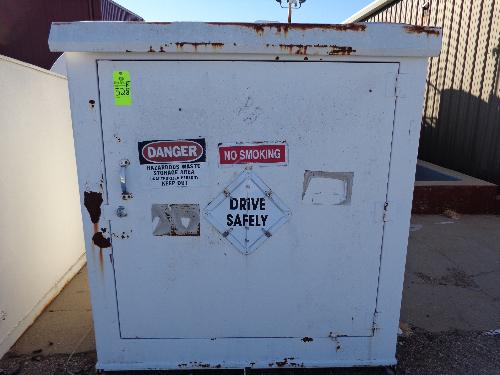 DANGER
HAZARDOUS WASTE
STORAGE AREA
KEEP OUT
NO SMOKING
DRIVE
SAFELY